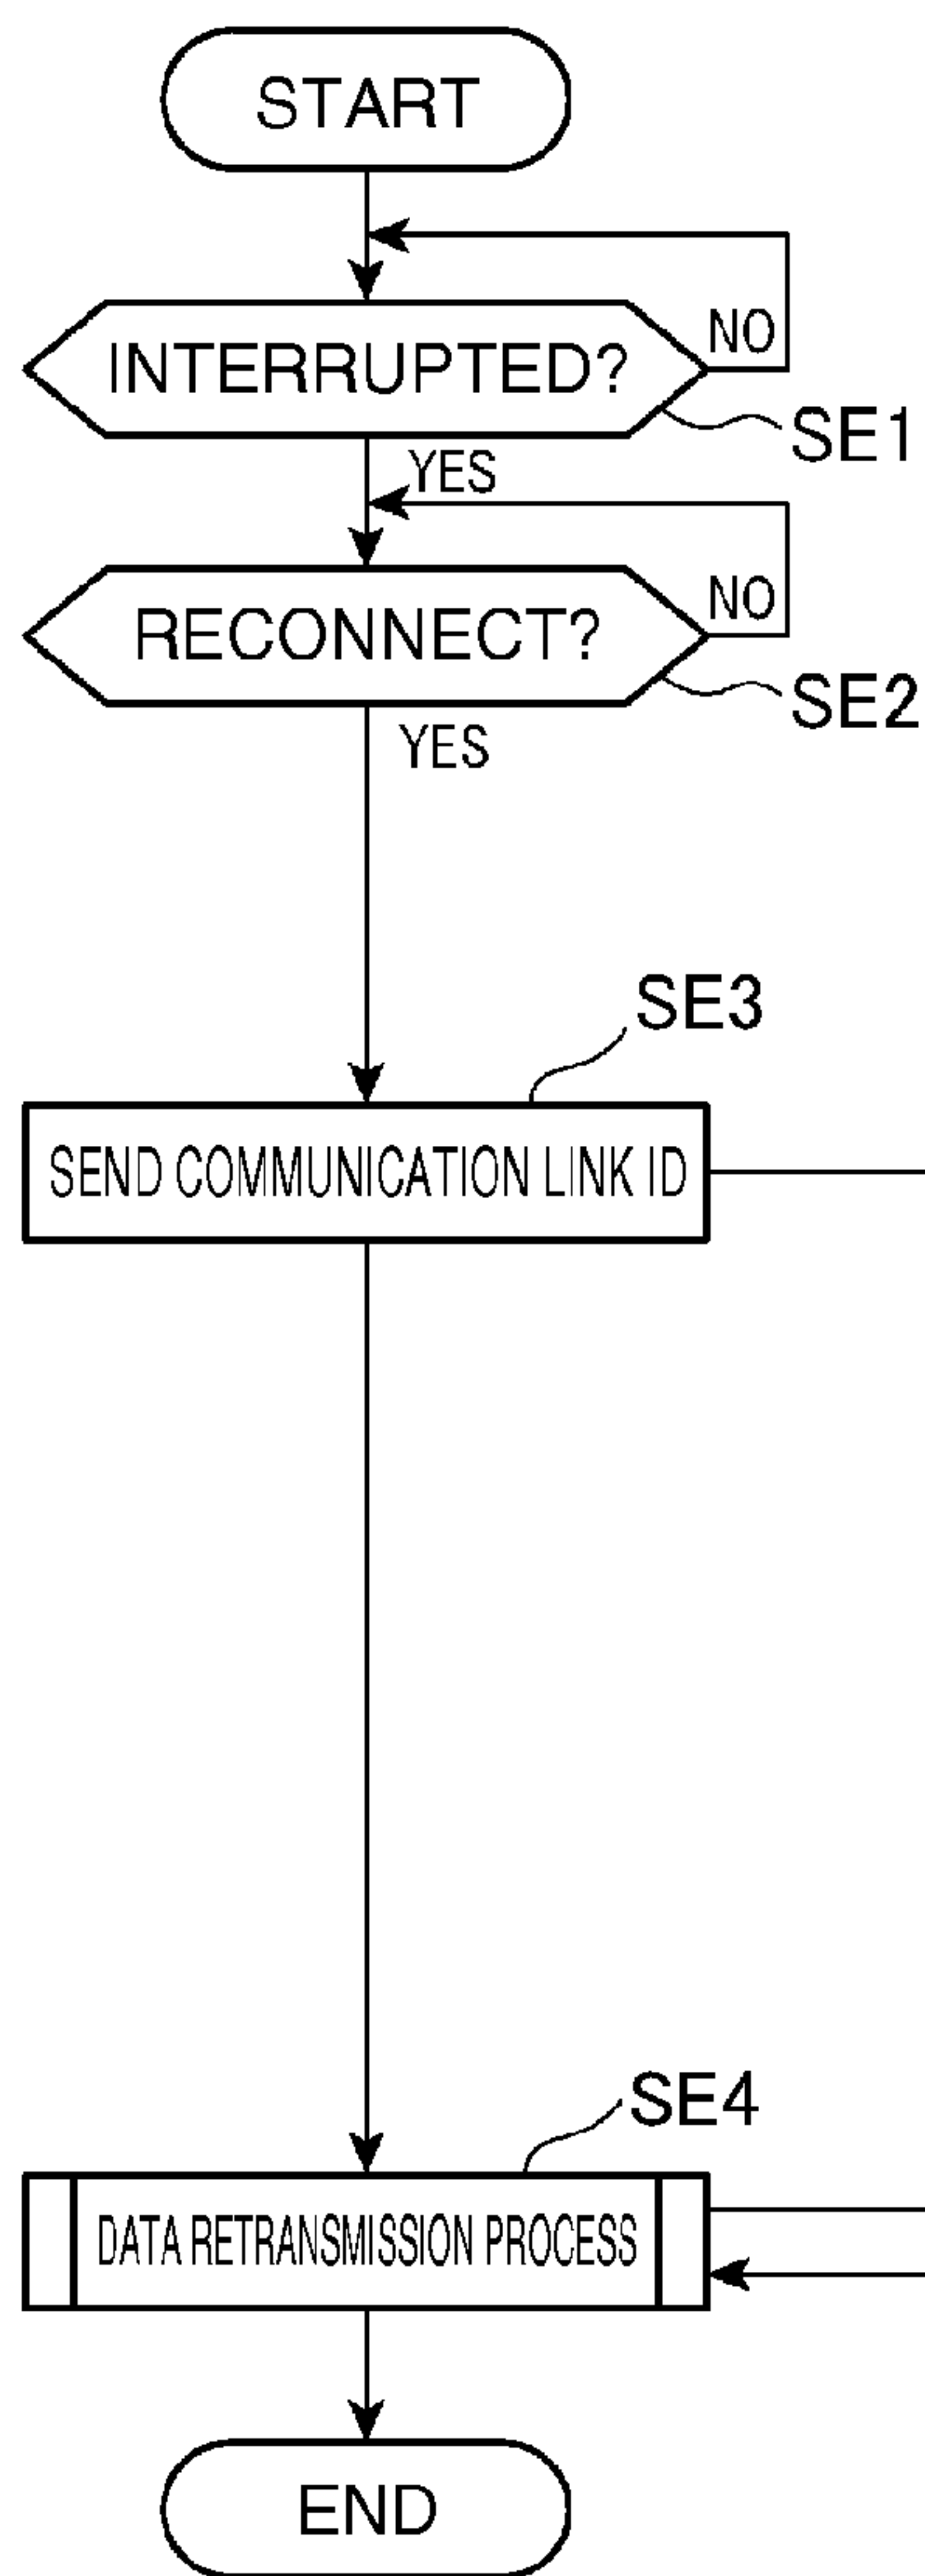 START
NO
INTERRUPTED?
SE1
YES
NO
RECONNECT?
SE2
YES
SE3
SEND COMMUNICATION LINK ID
SE4
DATA RETRANSMISSION PROCESS
END